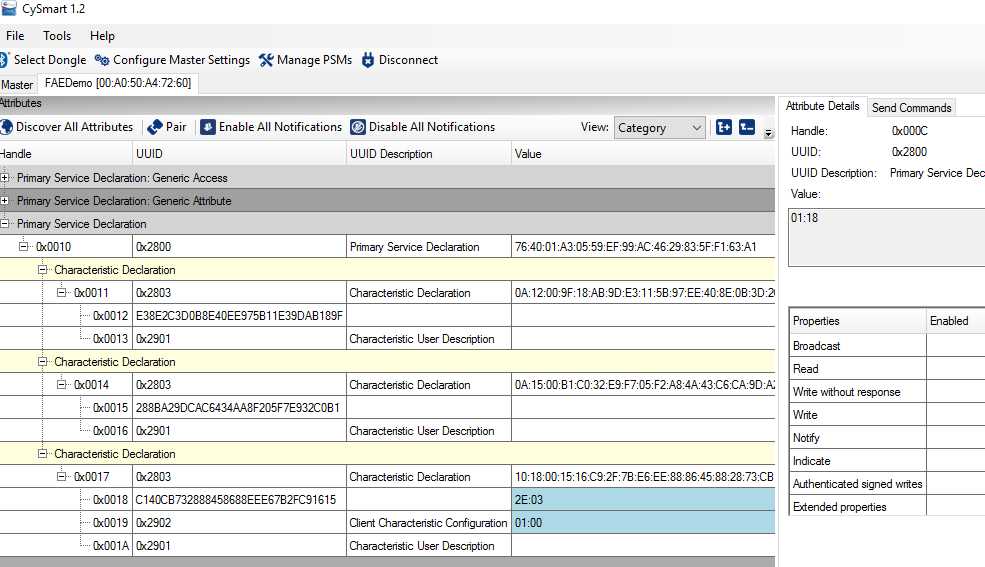 CySmart 1.2
File Tools Help
Select Dongle Configure Master Settings Manage PSMs Disconnect
Master FAEDemo [00:A0:50:A4:72:60]
Attributes
Discover All Attributes Pair Enable All Notifications Disable All Notifications View: Category
Handle UUID UUID Description Value
Primary Service Declaration: Generic Access
Primary Service Declaration: Generic Attribute
Primary Service Declaration
0x0010 0x2800 Primary Service Declaration 76:40:01:A3:05:59:EF:99:AC:46:29:83:5F:F1:63:A1
Characteristic Declaration
0x0011 0x2803 Characteristic Declaration 0A:12:00:9F:18:AB:9D:E3:11:5B:97:EE:40:8E:0B:3D:2C
0x0012 E38E2C3D0B8E40EE975B11E39DAB189F
0x0013 0x2901 Characteristic User Description
Characteristic Declaration
0x0014 0x2803 Characteristic Declaration 0A:15:00:B1:C0:32:E9:F7:05:F2:A8:4A:43:C6:CA:9D:A2
0x0015 288BA29DCAC6434AA8F205F7E932C0B1
0x0016 0x2901 Characteristic User Description
Characteristic Declaration
0x0017 0x2803 Characteristic Declaration 10:18:00:15:16:C9:2F:7B:E6:EE:88:86:45:88:28:73:CB
0x0018 C140CB732888458688EEE67B2FC91615 2E:03
0x0019 0x2902 Client Characteristic Configuration 01:00
0x001A 0x2901 Characteristic User Description
Attribute Details Send Commands
Handle: 0x000C
UUID: 0x2800
UUID Description: Primary Service Dec
Value:
01:18
Properties Enabled
Broadcast
Read
Write without response
Write
Notify
Indicate
Authenticated signed writes
Extended properties